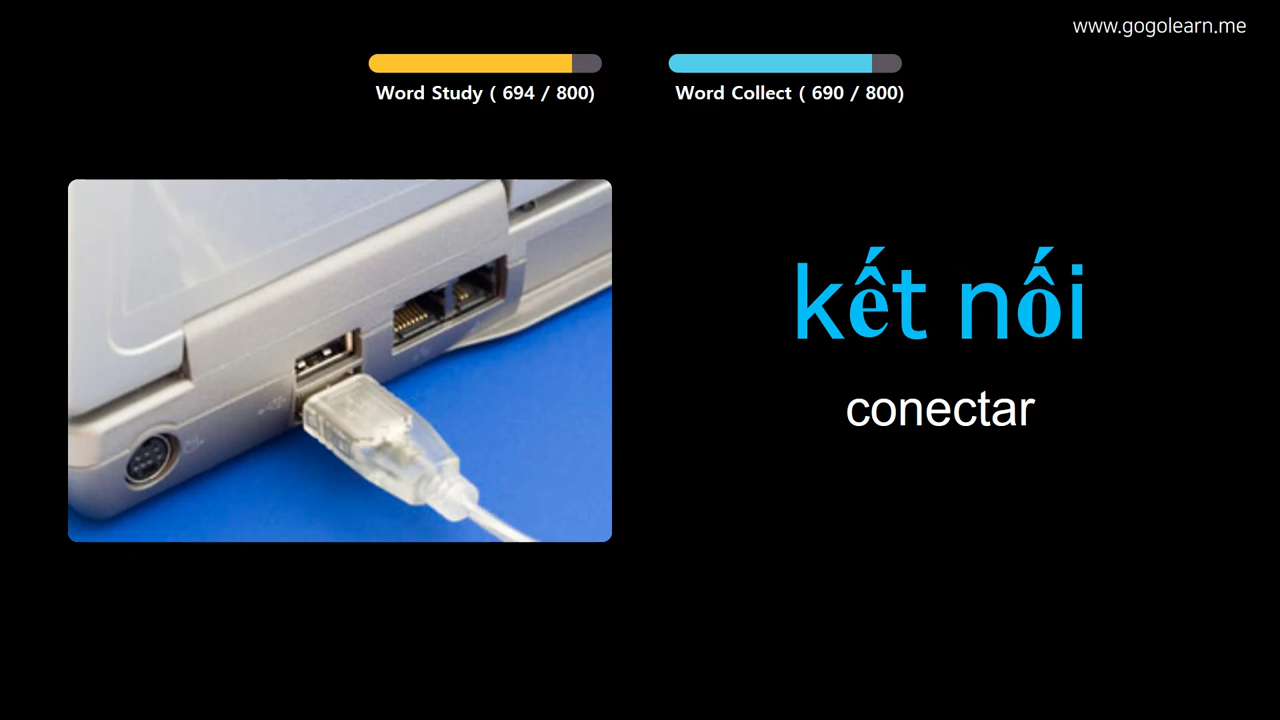 www.gogolearn.me
Word Study ( 694 / 800)
Word Collect ( 690 / 800)
kết nối
conectar